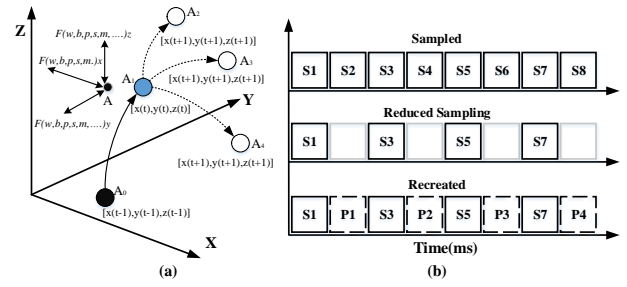 Z
A2
[x(t+1),y(t+1),z(t+1)]
F(w,b,p,s,m,....)z
F(w,b,p,s,m.)x
A
A1
A3
[x(t+1),y(t+1),z(t+1)]
[x(t),y(t),z(t)]
Y
F(w,b,p,s,m,....)y
A4
[x(t+1),y(t+1),z(t+1)]
A0
[x(t-1),y(t-1),z(t-1)]
X
(a)
Sampled
S1 S2 S3 S4 S5 S6 S7 S8
Reduced Sampling
S1 S3 S5 S7
Recreated
S1 P1 S3 P2 S5 P3 S7 P4
Time(ms)
(b)